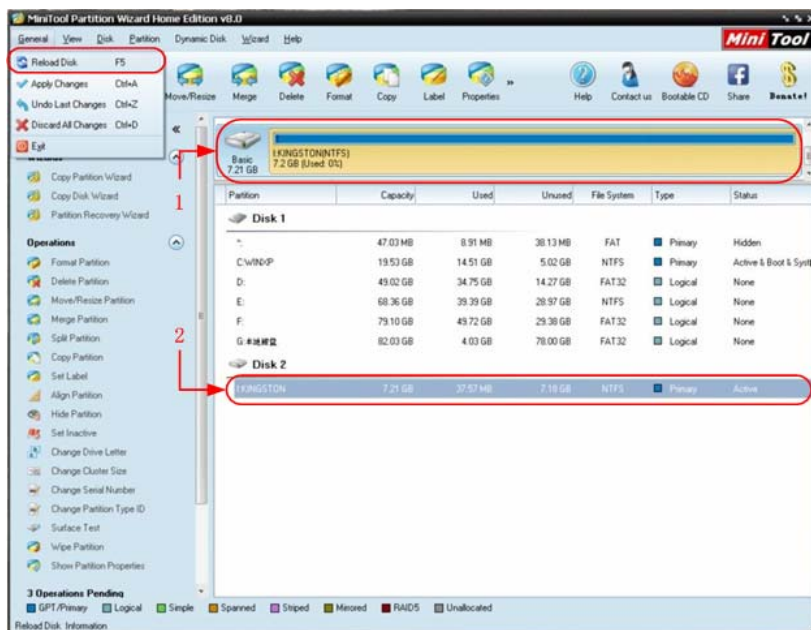 MiniTool Partition Wizard Home Edition v8.0
General View Disk Partition Dynamic Disk Wizard Help
Mini Tool
Reload Disk F5
Apply Changes Ctrl+A
Undo Last Changes Ctrl+Z
Discard All Changes Ctrl+D
Exit
Move/Resize Merge Delete Format Copy Label Properties » Help Contact us Bootable CD Share Donate!
Basic
7.21 GB
I:KINGSTON(NTFS)
7.2 GB (Used: 0%)
1
Copy Partition Wizard
Copy Disk Wizard
Partition Recovery Wizard
Operations
Format Partition
Delete Partition
Move/Resize Partition
Merge Partition
Split Partition
Copy Partition
Set Label
Align Partition
Hide Partition
Set Inactive
Change Drive Letter
Change Cluster Size
Change Serial Number
Change Partition Type ID
Surface Test
Wipe Partition
Show Partition Properties
3 Operations Pending
2
Partition Capacity Used Unused File System Type Status
Disk 1
*: 47.03 MB 8.91 MB 38.13 MB FAT Primary Hidden
C:WINXP 19.53 GB 14.51 GB 5.02 GB NTFS Primary Active & Boot & Syst
D: 49.02 GB 34.75 GB 14.27 GB FAT32 Logical None
E: 68.36 GB 39.39 GB 28.97 GB NTFS Logical None
F: 79.10 GB 49.72 GB 29.38 GB FAT32 Logical None
G:本地磁盘 82.03 GB 4.03 GB 78.00 GB FAT32 Logical None
Disk 2
I:KINGSTON 7.21 GB 37.57 MB 7.18 GB NTFS Primary Active
GPT/Primary Logical Simple Spanned Striped Mirrored RAID5 Unallocated
Reload Disk Information